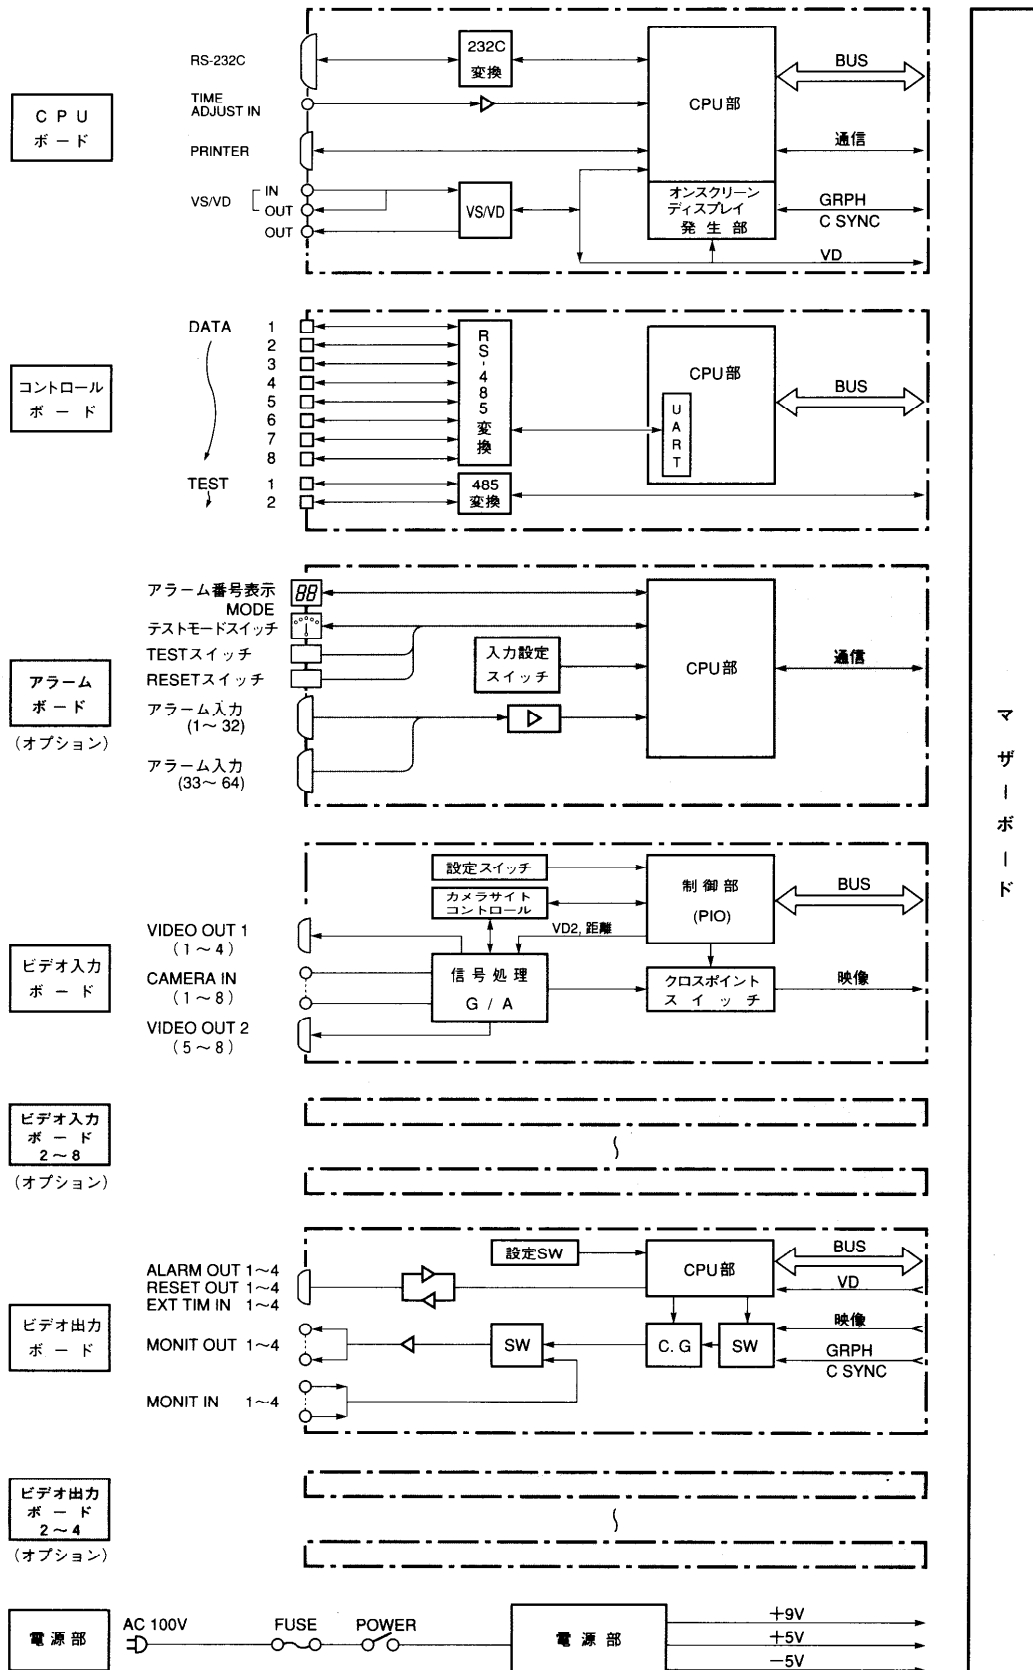 CPU
ボード
RS-232C
TIME
ADJUST IN
PRINTER
VS/VD
IN
OUT
OUT
232C
変換
VS/VD
CPU部
オンスクリーン
ディスプレイ
発生部
BUS
通信
GRPH
C SYNC
VD
コントロール
ボード
DATA
1
2
3
4
5
6
7
8
TEST
1
2
RS-485変換
485
変換
CPU部
UART
BUS
アラーム
ボード
(オプション)
アラーム番号表示
MODE
テストモードスイッチ
TESTスイッチ
RESETスイッチ
アラーム入力
(1～32)
アラーム入力
(33～64)
88
入力設定
スイッチ
CPU部
通信
マザーボード
ビデオ入力
ボード
VIDEO OUT 1
(1～4)
CAMERA IN
(1～8)
VIDEO OUT 2
(5～8)
設定スイッチ
カメラサイト
コントロール
VD2, 距離
信号処理
G / A
制御部
(PIO)
クロスポイント
スイッチ
BUS
映像
ビデオ入力
ボード
2～8
(オプション)
ビデオ出力
ボード
ALARM OUT 1～4
RESET OUT 1～4
EXT TIM IN 1～4
MONIT OUT 1～4
MONIT IN 1～4
設定SW
CPU部
SW
C. G
SW
BUS
VD
映像
GRPH
C SYNC
ビデオ出力
ボード
2～4
(オプション)
電源部
AC 100V
FUSE
POWER
電源部
＋9V
＋5V
－5V